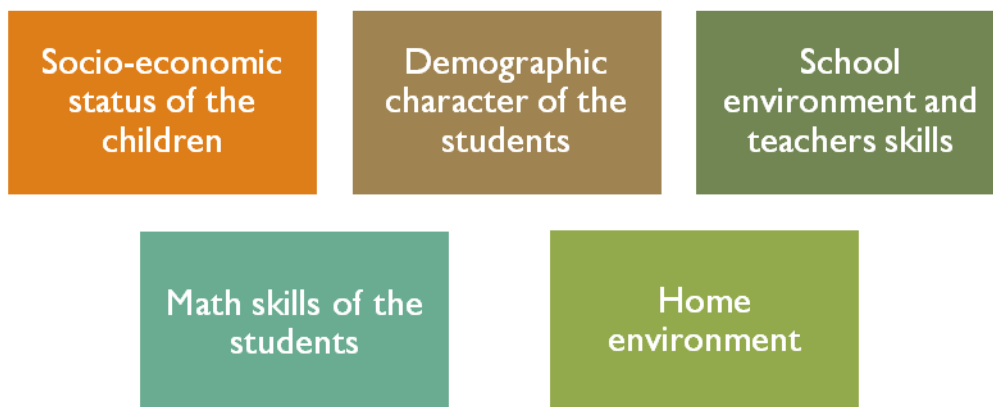 Socio-economic
status of the
children
Demographic
character of the
students
School
environment and
teachers skills
Math skills of the
students
Home
environment